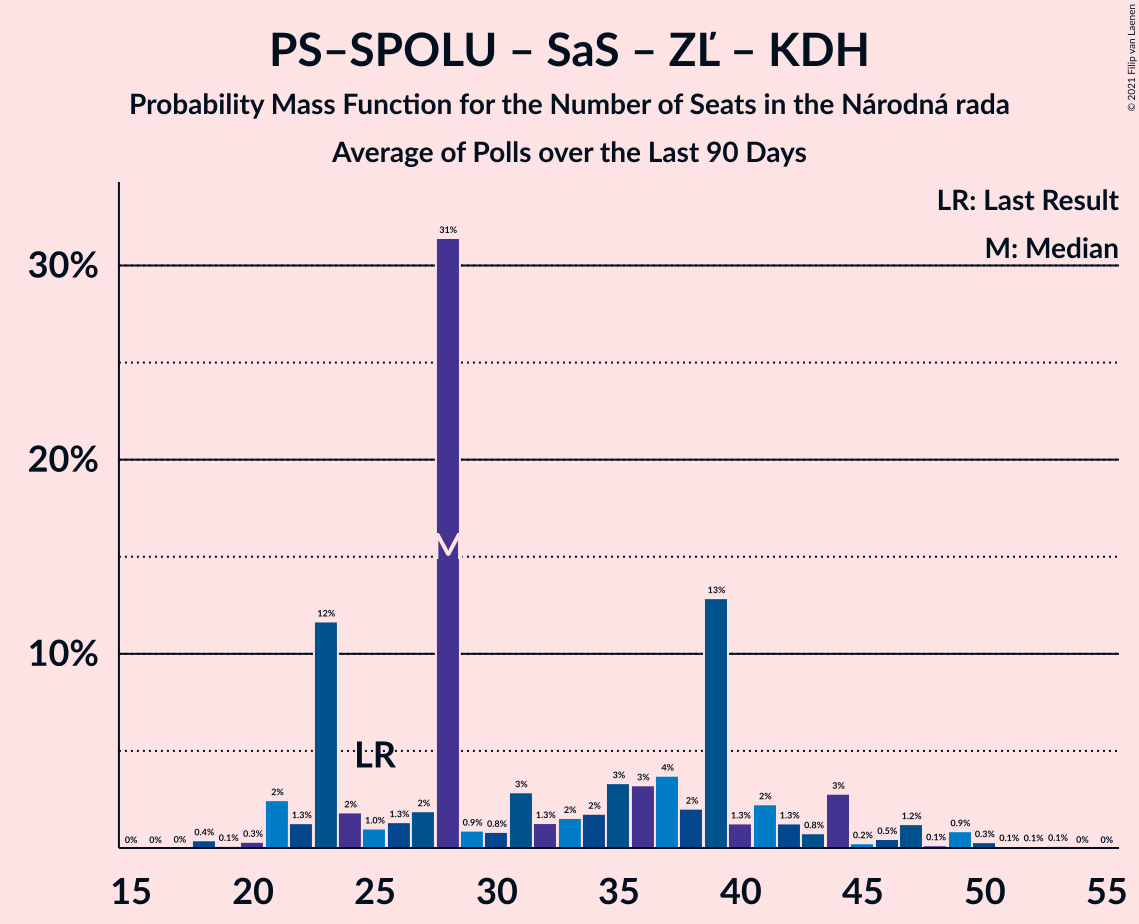 PS–SPOLU – SaS – ZĽ – KDH
Probability Mass Function for the Number of Seats in the Národná rada
Average of Polls over the Last 90 Days
© 2021 Filip van Laenen
LR: Last Result
M: Median
30%
20%
10%
0% 0% 0% 0.4% 0.1% 0.3% 2% 1.3% 12% 2% 1.0% 1.3% 2% 31% 0.9% 0.8% 3% 1.3% 2% 2% 3% 3% 4% 2% 13% 1.3% 2% 1.3% 0.8% 3% 0.2% 0.5% 1.2% 0.1% 0.9% 0.3% 0.1% 0.1% 0.1% 0% 0%
M
LR
15 20 25 30 35 40 45 50 55